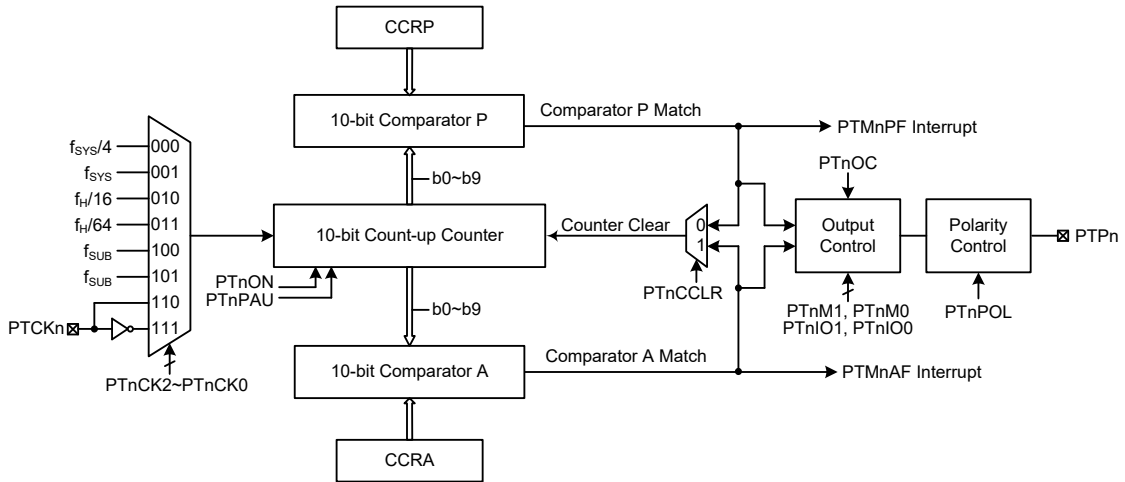 CCRP
10-bit Comparator P
Comparator P Match
PTMnPF Interrupt
b0~b9
fSYS/4
000
fSYS
001
fH/16
010
fH/64
011
fSUB
100
fSUB
101
110
PTCKn
111
PTnCK2~PTnCK0
10-bit Count-up Counter
PTnON
PTnPAU
Counter Clear
0
1
PTnCCLR
PTnOC
Output
Control
PTnM1, PTnM0
PTnIO1, PTnIO0
Polarity
Control
PTnPOL
PTPn
b0~b9
10-bit Comparator A
Comparator A Match
PTMnAF Interrupt
CCRA